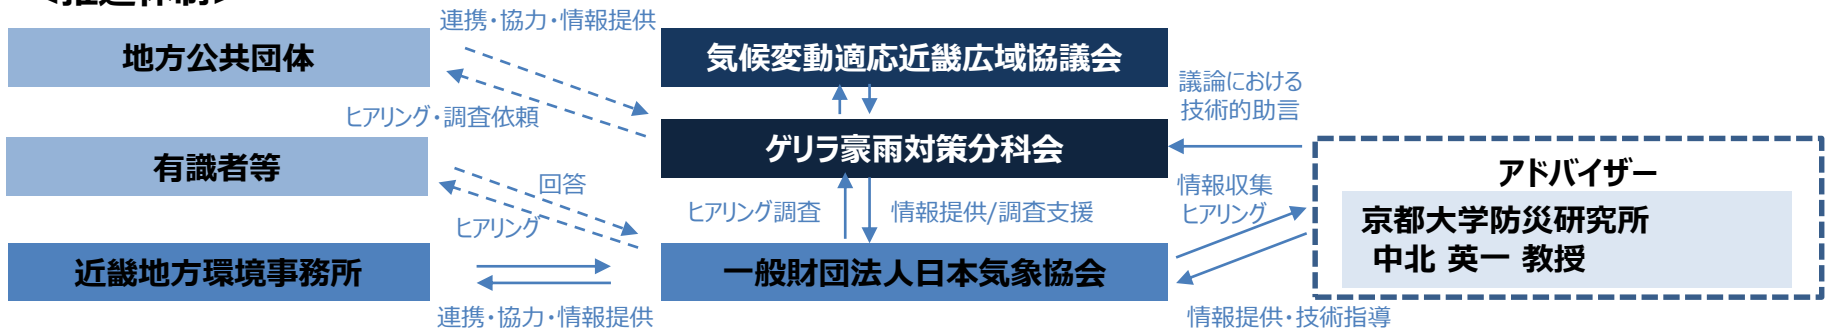 <推進体制>
連携・協力・情報提供
地方公共団体
気候変動適応近畿広域協議会
議論における
技術的助言
ヒアリング・調査依頼
ゲリラ豪雨対策分科会
有識者等
アドバイザー
回答
ヒアリング
ヒアリング調査
情報提供/調査支援
情報収集
ヒアリング
京都大学防災研究所
中北 英一 教授
近畿地方環境事務所
一般財団法人日本気象協会
連携・協力・情報提供
情報提供・技術指導